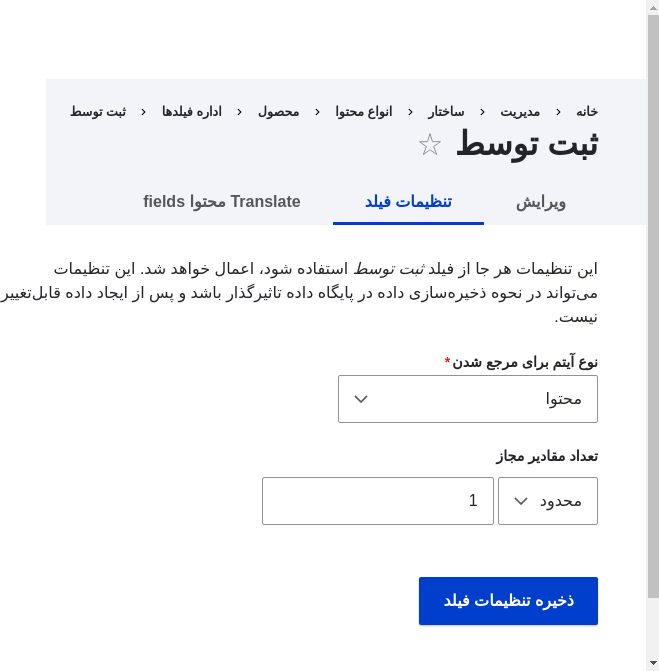 خانه › مدیریت › ساختار › انواع محتوا › محصول › اداره فیلدها › ثبت توسط
ثبت توسط ☆
ویرایش تنظیمات فیلد Translate محتوا fields
این تنظیمات هر جا از فیلد ثبت توسط استفاده شود، اعمال خواهد شد. این تنظیمات
می‌تواند در نحوه ذخیره‌سازی داده در پایگاه داده تاثیرگذار باشد و پس از ایجاد داده قابل‌تغییر
نیست.
نوع آیتم برای مرجع شدن *
محتوا
تعداد مقادیر مجاز
محدود 1
ذخیره تنظیمات فیلد